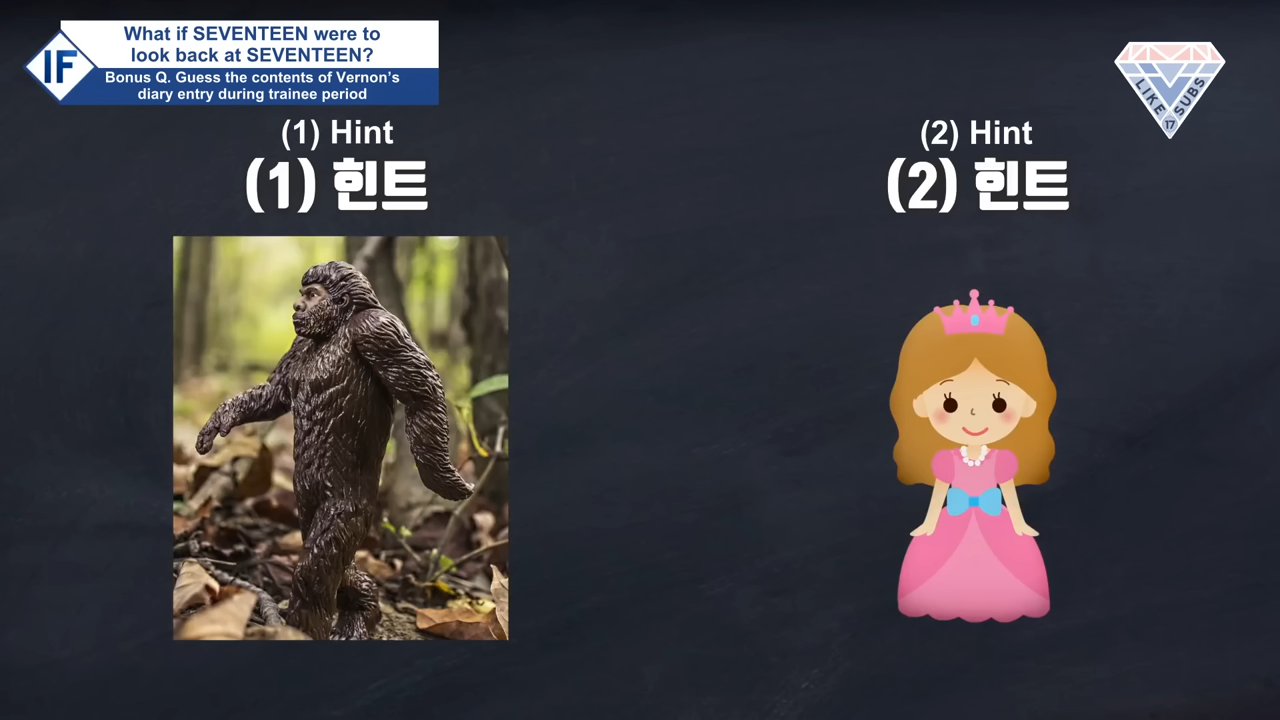 IF
What if SEVENTEEN were to
look back at SEVENTEEN?
Bonus Q. Guess the contents of Vernon's
diary entry during trainee period
LIKE 17 SUBS
(1) Hint
(1) 힌트
(2) Hint
(2) 힌트